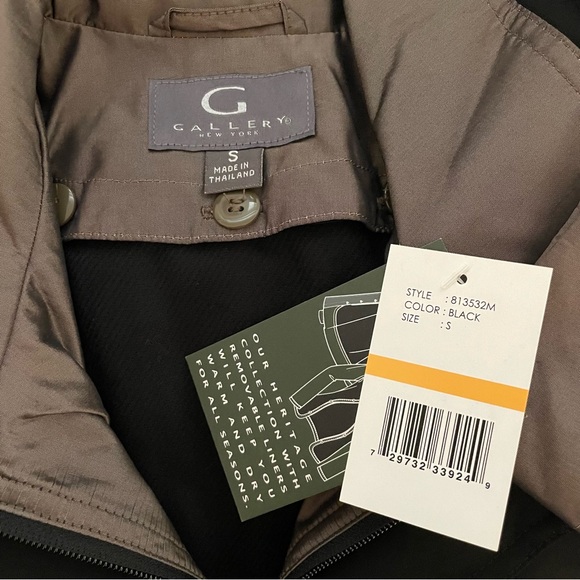 G
GALLERY®
NEW YORK
S
MADE IN
THAILAND
OUR HERITAGE
COLLECTION WITH
REMOVABLE LINERS
WILL KEEP YOU
WARM AND DRY
FOR ALL SEASONS.
STYLE : 813532M
COLOR : BLACK
SIZE : S
7 29732 33924 9